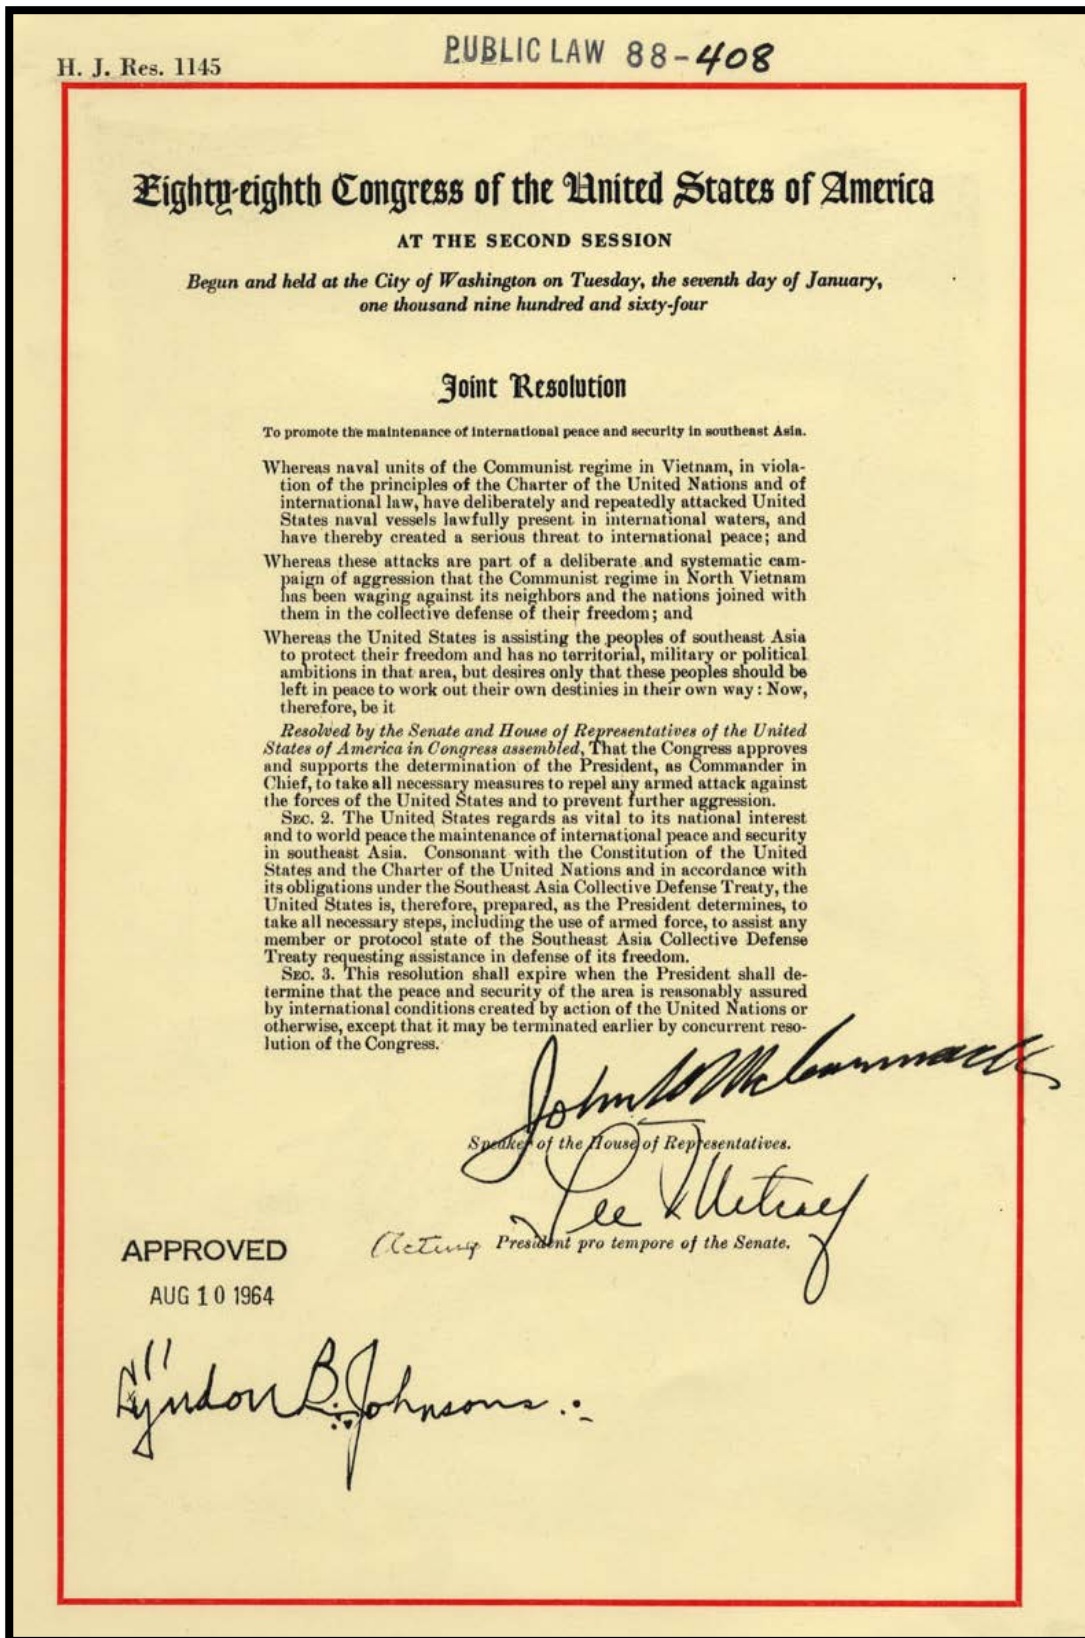 H. J. Res. 1145
PUBLIC LAW 88-408
Eighty-eighth Congress of the United States of America
AT THE SECOND SESSION
Begun and held at the City of Washington on Tuesday, the seventh day of January,
one thousand nine hundred and sixty-four
Joint Resolution
To promote the maintenance of international peace and security in southeast Asia.
Whereas naval units of the Communist regime in Vietnam, in viola-
tion of the principles of the Charter of the United Nations and of
international law, have deliberately and repeatedly attacked United
States naval vessels lawfully present in international waters, and
have thereby created a serious threat to international peace; and
Whereas these attacks are part of a deliberate and systematic cam-
paign of aggression that the Communist regime in North Vietnam
has been waging against its neighbors and the nations joined with
them in the collective defense of their freedom; and
Whereas the United States is assisting the peoples of southeast Asia
to protect their freedom and has no territorial, military or political
ambitions in that area, but desires only that these peoples should be
left in peace to work out their own destinies in their own way: Now,
therefore, be it
Resolved by the Senate and House of Representatives of the United
States of America in Congress assembled, That the Congress approves
and supports the determination of the President, as Commander in
Chief, to take all necessary measures to repel any armed attack against
the forces of the United States and to prevent further aggression.
SEC. 2. The United States regards as vital to its national interest
and to world peace the maintenance of international peace and security
in southeast Asia. Consonant with the Constitution of the United
States and the Charter of the United Nations and in accordance with
its obligations under the Southeast Asia Collective Defense Treaty, the
United States is, therefore, prepared, as the President determines, to
take all necessary steps, including the use of armed force, to assist any
member or protocol state of the Southeast Asia Collective Defense
Treaty requesting assistance in defense of its freedom.
SEC. 3. This resolution shall expire when the President shall de-
termine that the peace and security of the area is reasonably assured
by international conditions created by action of the United Nations or
otherwise, except that it may be terminated earlier by concurrent reso-
lution of the Congress.
John W McCormack
Speaker of the House of Representatives.
Lee Metcalf
Acting President pro tempore of the Senate.
APPROVED
AUG 10 1964
Lyndon B. Johnson